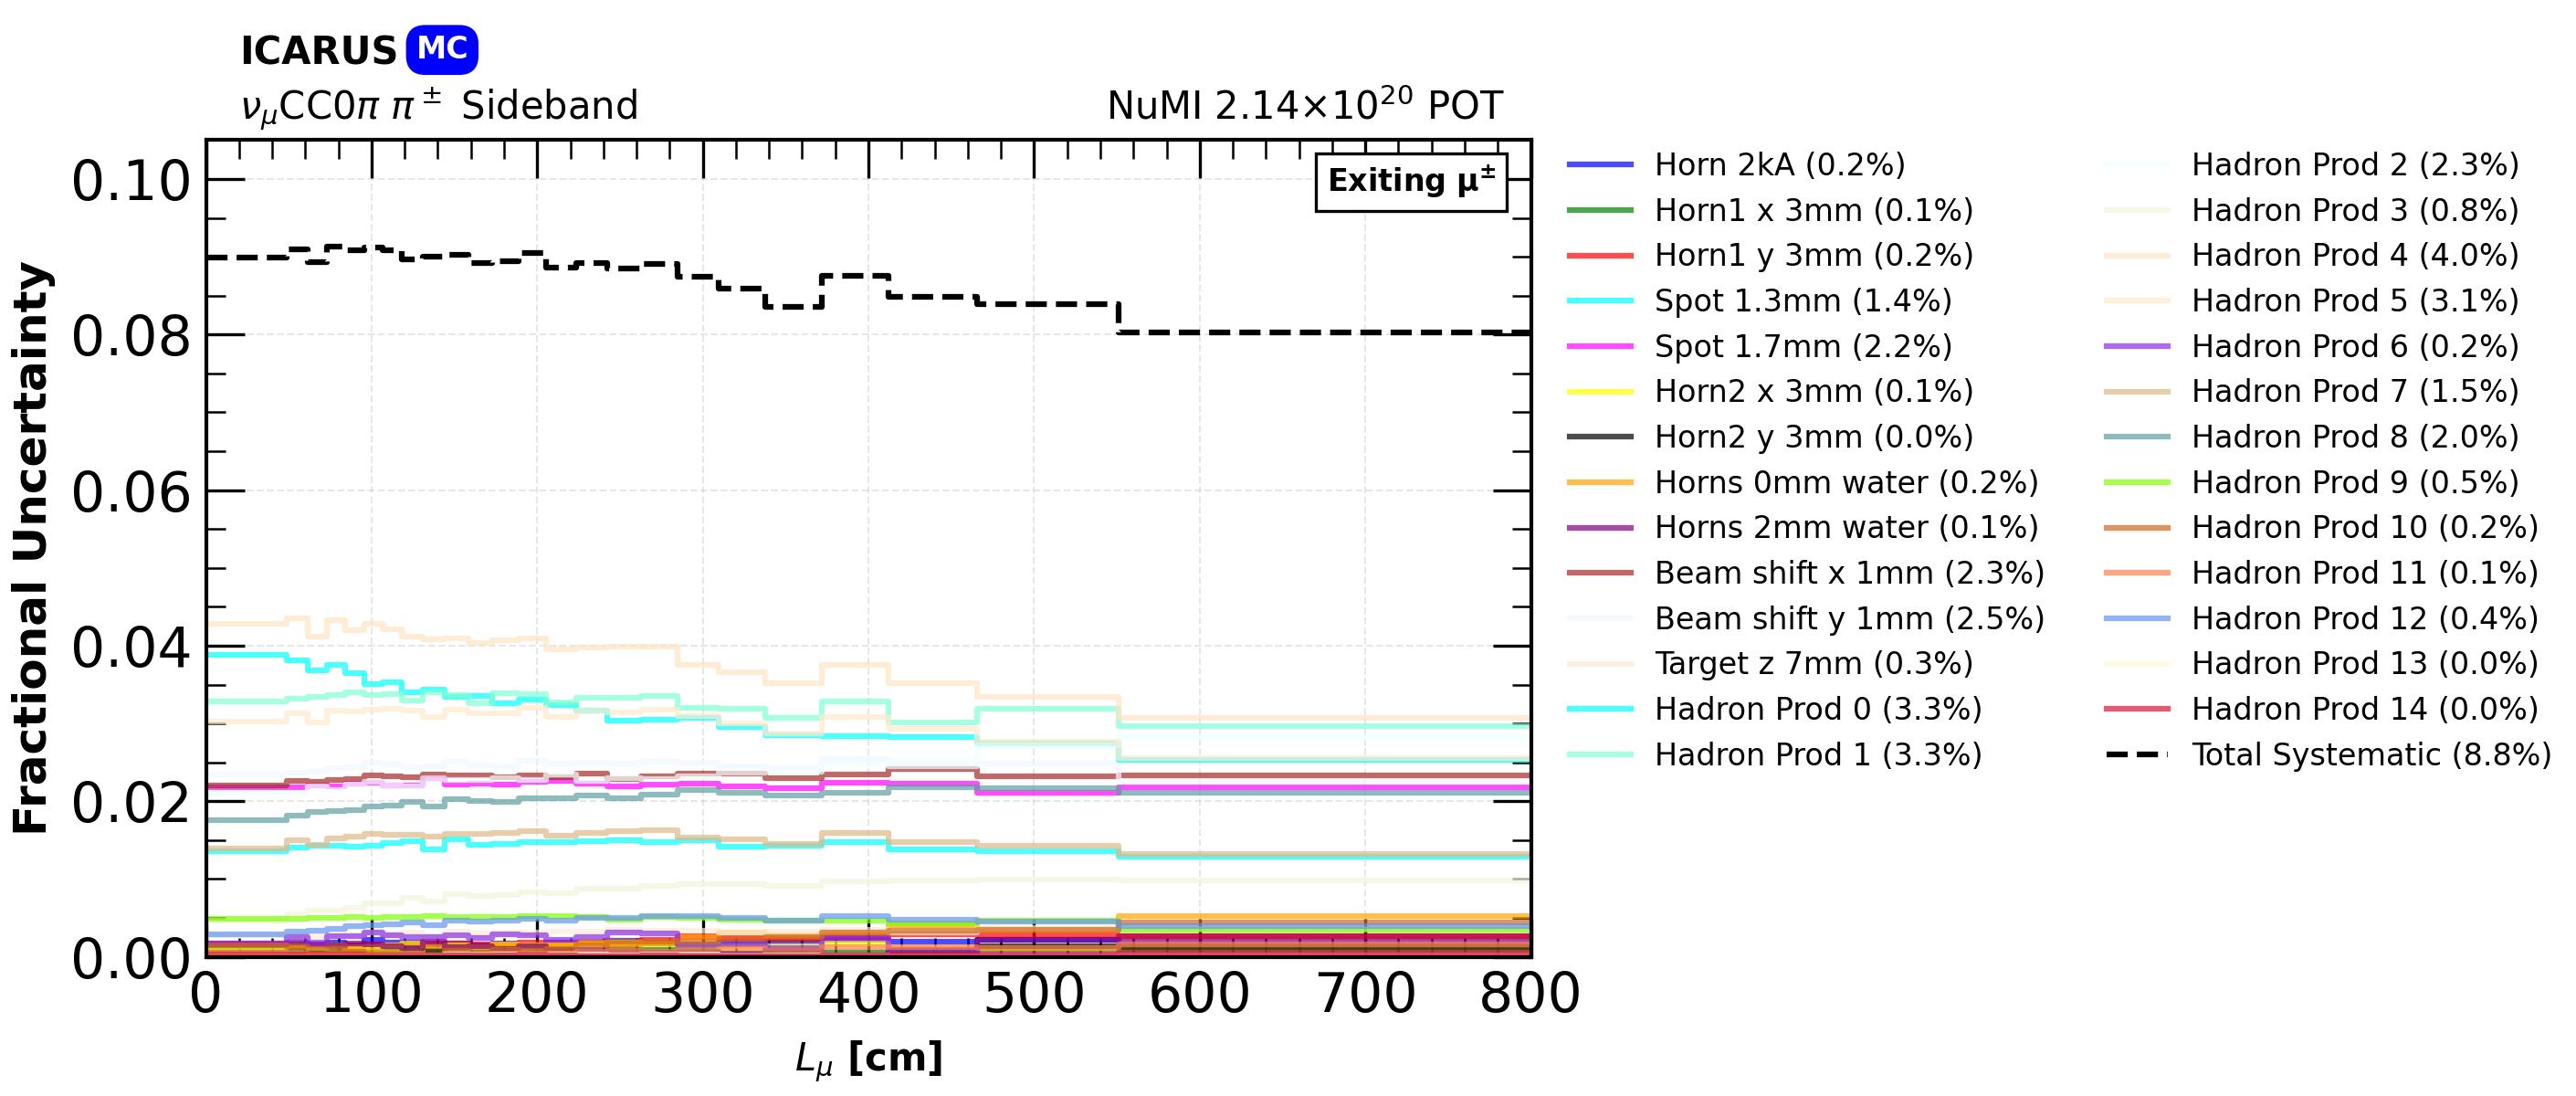 ICARUS MC
νμCC0π π± Sideband
NuMI 2.14×10²⁰ POT
Exiting μ±
Fractional Uncertainty
0.10
0.08
0.06
0.04
0.02
0.00
0 100 200 300 400 500 600 700 800
Lμ [cm]
Horn 2kA (0.2%)
Horn1 x 3mm (0.1%)
Horn1 y 3mm (0.2%)
Spot 1.3mm (1.4%)
Spot 1.7mm (2.2%)
Horn2 x 3mm (0.1%)
Horn2 y 3mm (0.0%)
Horns 0mm water (0.2%)
Horns 2mm water (0.1%)
Beam shift x 1mm (2.3%)
Beam shift y 1mm (2.5%)
Target z 7mm (0.3%)
Hadron Prod 0 (3.3%)
Hadron Prod 1 (3.3%)
Hadron Prod 2 (2.3%)
Hadron Prod 3 (0.8%)
Hadron Prod 4 (4.0%)
Hadron Prod 5 (3.1%)
Hadron Prod 6 (0.2%)
Hadron Prod 7 (1.5%)
Hadron Prod 8 (2.0%)
Hadron Prod 9 (0.5%)
Hadron Prod 10 (0.2%)
Hadron Prod 11 (0.1%)
Hadron Prod 12 (0.4%)
Hadron Prod 13 (0.0%)
Hadron Prod 14 (0.0%)
Total Systematic (8.8%)